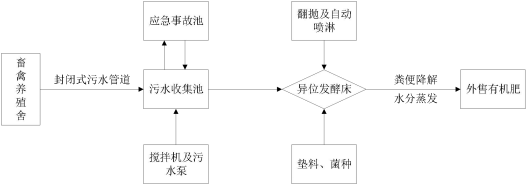 应急事故池
翻抛及自动
喷淋
畜
禽
养
殖
舍
封闭式污水管道
污水收集池
异位发酵床
粪便降解
水分蒸发
外售有机肥
搅拌机及污
水泵
垫料、菌种